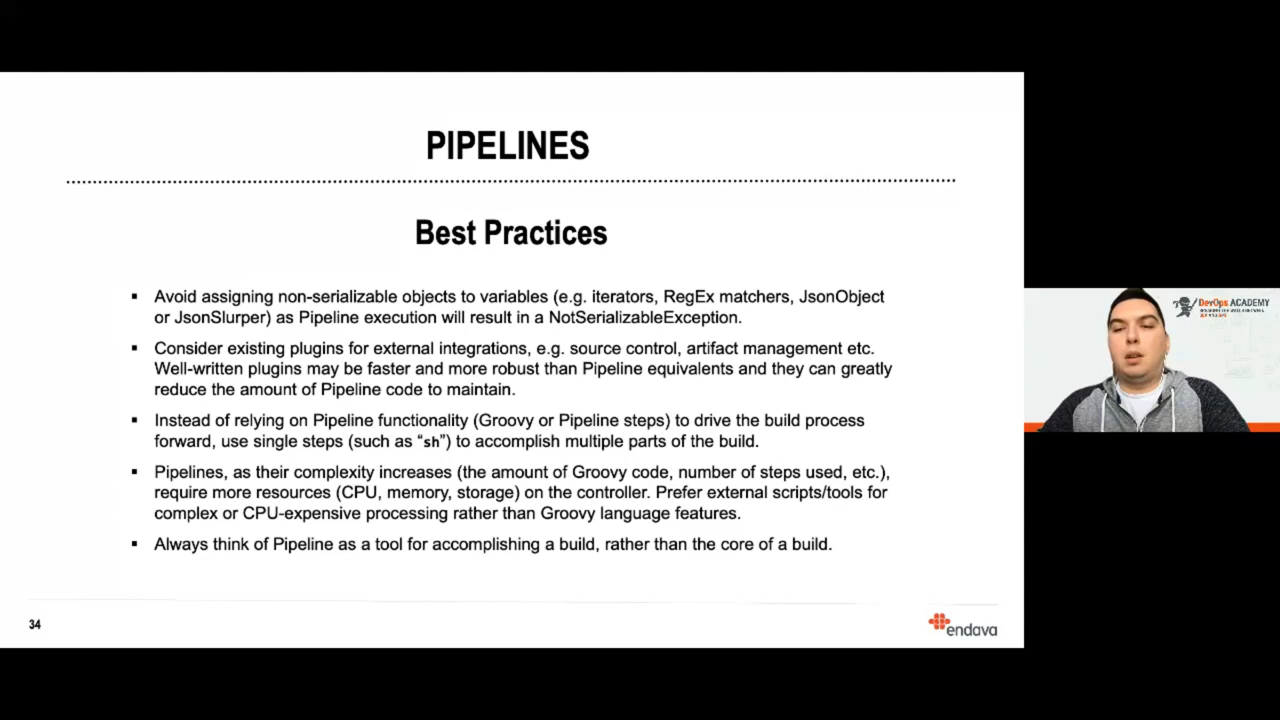 PIPELINES
Best Practices
▪ Avoid assigning non-serializable objects to variables (e.g. iterators, RegEx matchers, JsonObject
or JsonSlurper) as Pipeline execution will result in a NotSerializableException.
▪ Consider existing plugins for external integrations, e.g. source control, artifact management etc.
Well-written plugins may be faster and more robust than Pipeline equivalents and they can greatly
reduce the amount of Pipeline code to maintain.
▪ Instead of relying on Pipeline functionality (Groovy or Pipeline steps) to drive the build process
forward, use single steps (such as “sh”) to accomplish multiple parts of the build.
▪ Pipelines, as their complexity increases (the amount of Groovy code, number of steps used, etc.),
require more resources (CPU, memory, storage) on the controller. Prefer external scripts/tools for
complex or CPU-expensive processing rather than Groovy language features.
▪ Always think of Pipeline as a tool for accomplishing a build, rather than the core of a build.
34
endava
DevOps ACADEMY